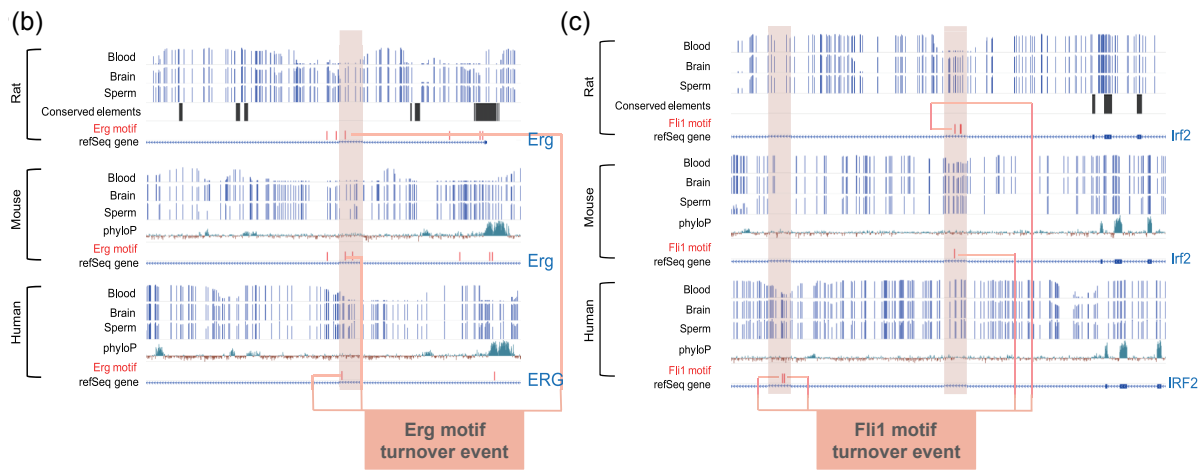 (b)
Rat
Blood
Brain
Sperm
Conserved elements
Erg motif
refSeq gene
Erg
Mouse
Blood
Brain
Sperm
phyloP
Erg motif
refSeq gene
Erg
Human
Blood
Brain
Sperm
phyloP
Erg motif
refSeq gene
ERG
Erg motif
turnover event
(c)
Rat
Blood
Brain
Sperm
Conserved elements
Fli1 motif
refSeq gene
Irf2
Mouse
Blood
Brain
Sperm
phyloP
Fli1 motif
refSeq gene
Irf2
Human
Blood
Brain
Sperm
phyloP
Fli1 motif
refSeq gene
IRF2
Fli1 motif
turnover event